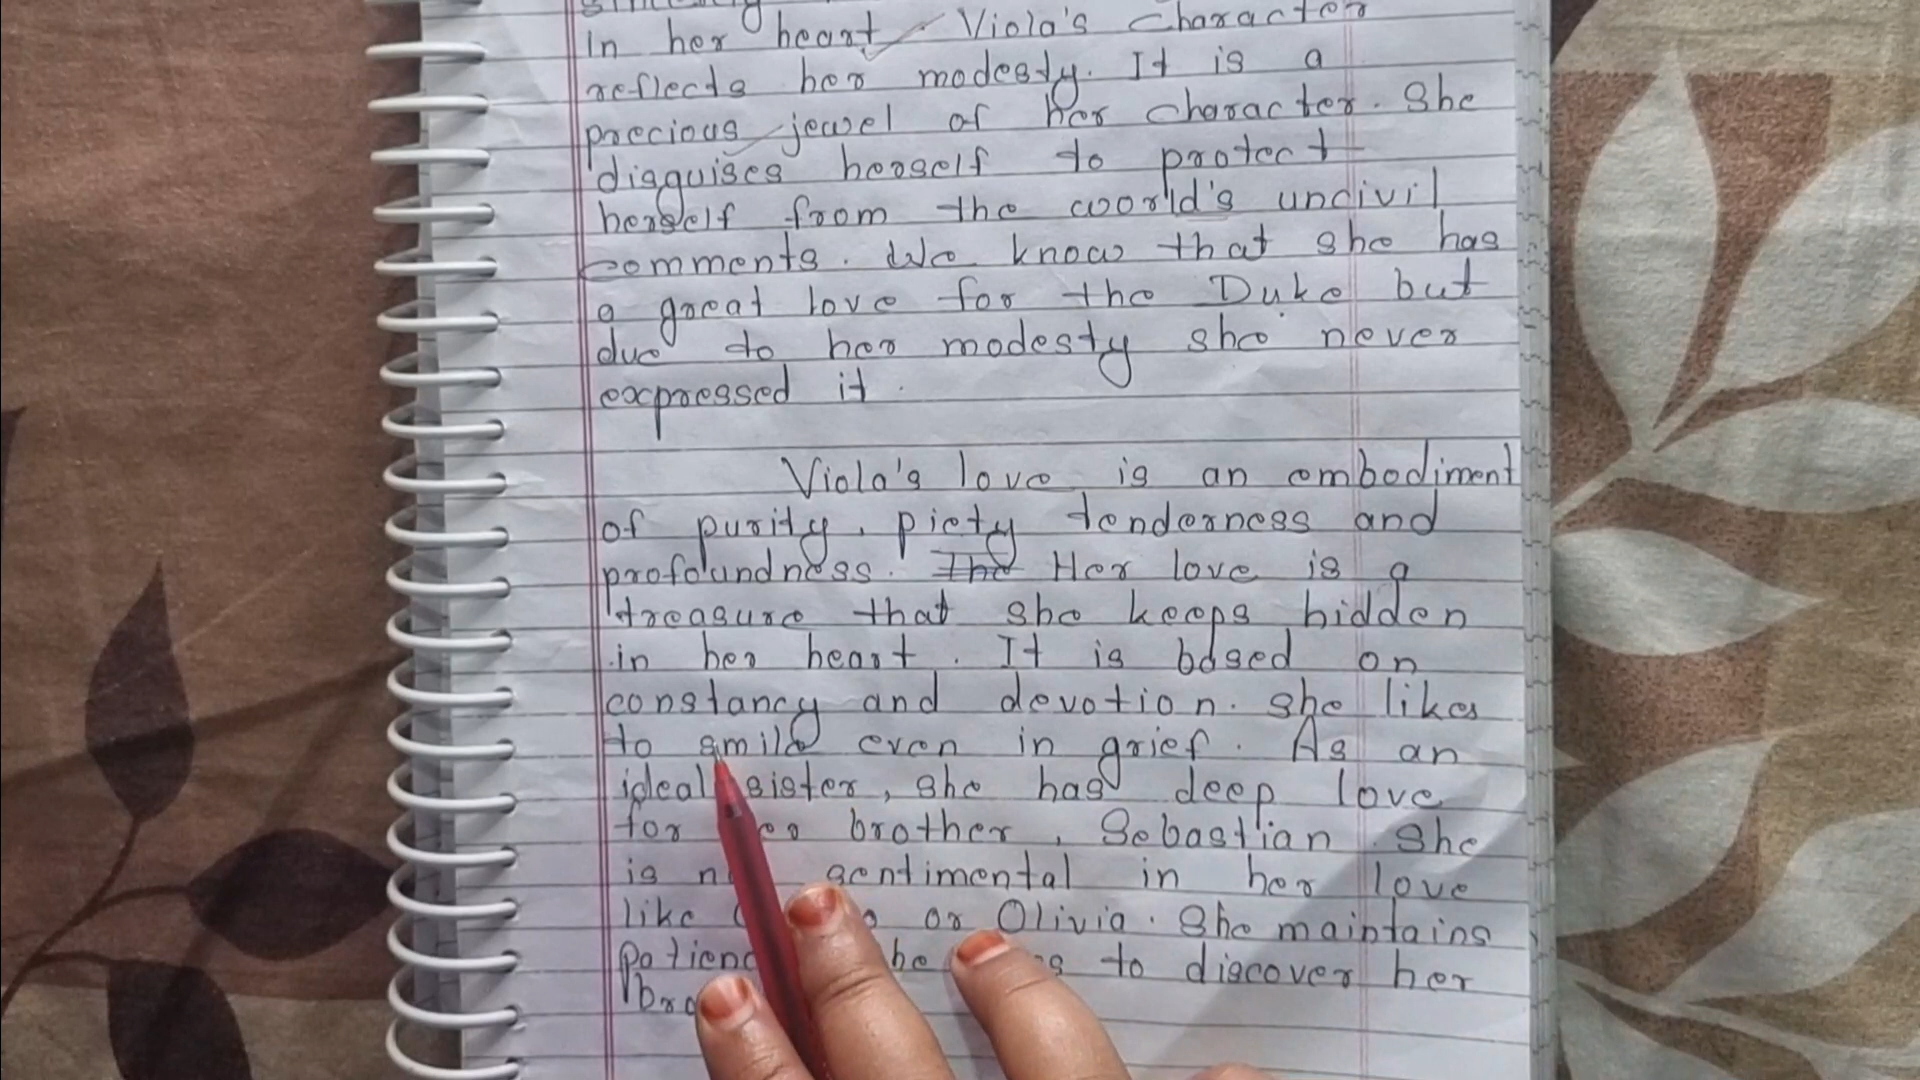 in her heart. Viola's character
reflects her modesty. It is a
precious jewel of her character. She
disguises herself to protect
herself from the world's uncivil
comments. We know that she has
a great love for the Duke but
due to her modesty she never
expressed it.
Viola's love is an embodiment
of purity, piety tenderness and
profoundness. The Her love is a
treasure that she keeps hidden
in her heart. It is based on
constancy and devotion. She likes
to smile even in grief. As an
ideal sister, she has deep love
for brother, Sebastian. She
is sentimental in her love
like or Olivia. She maintains
to discover her